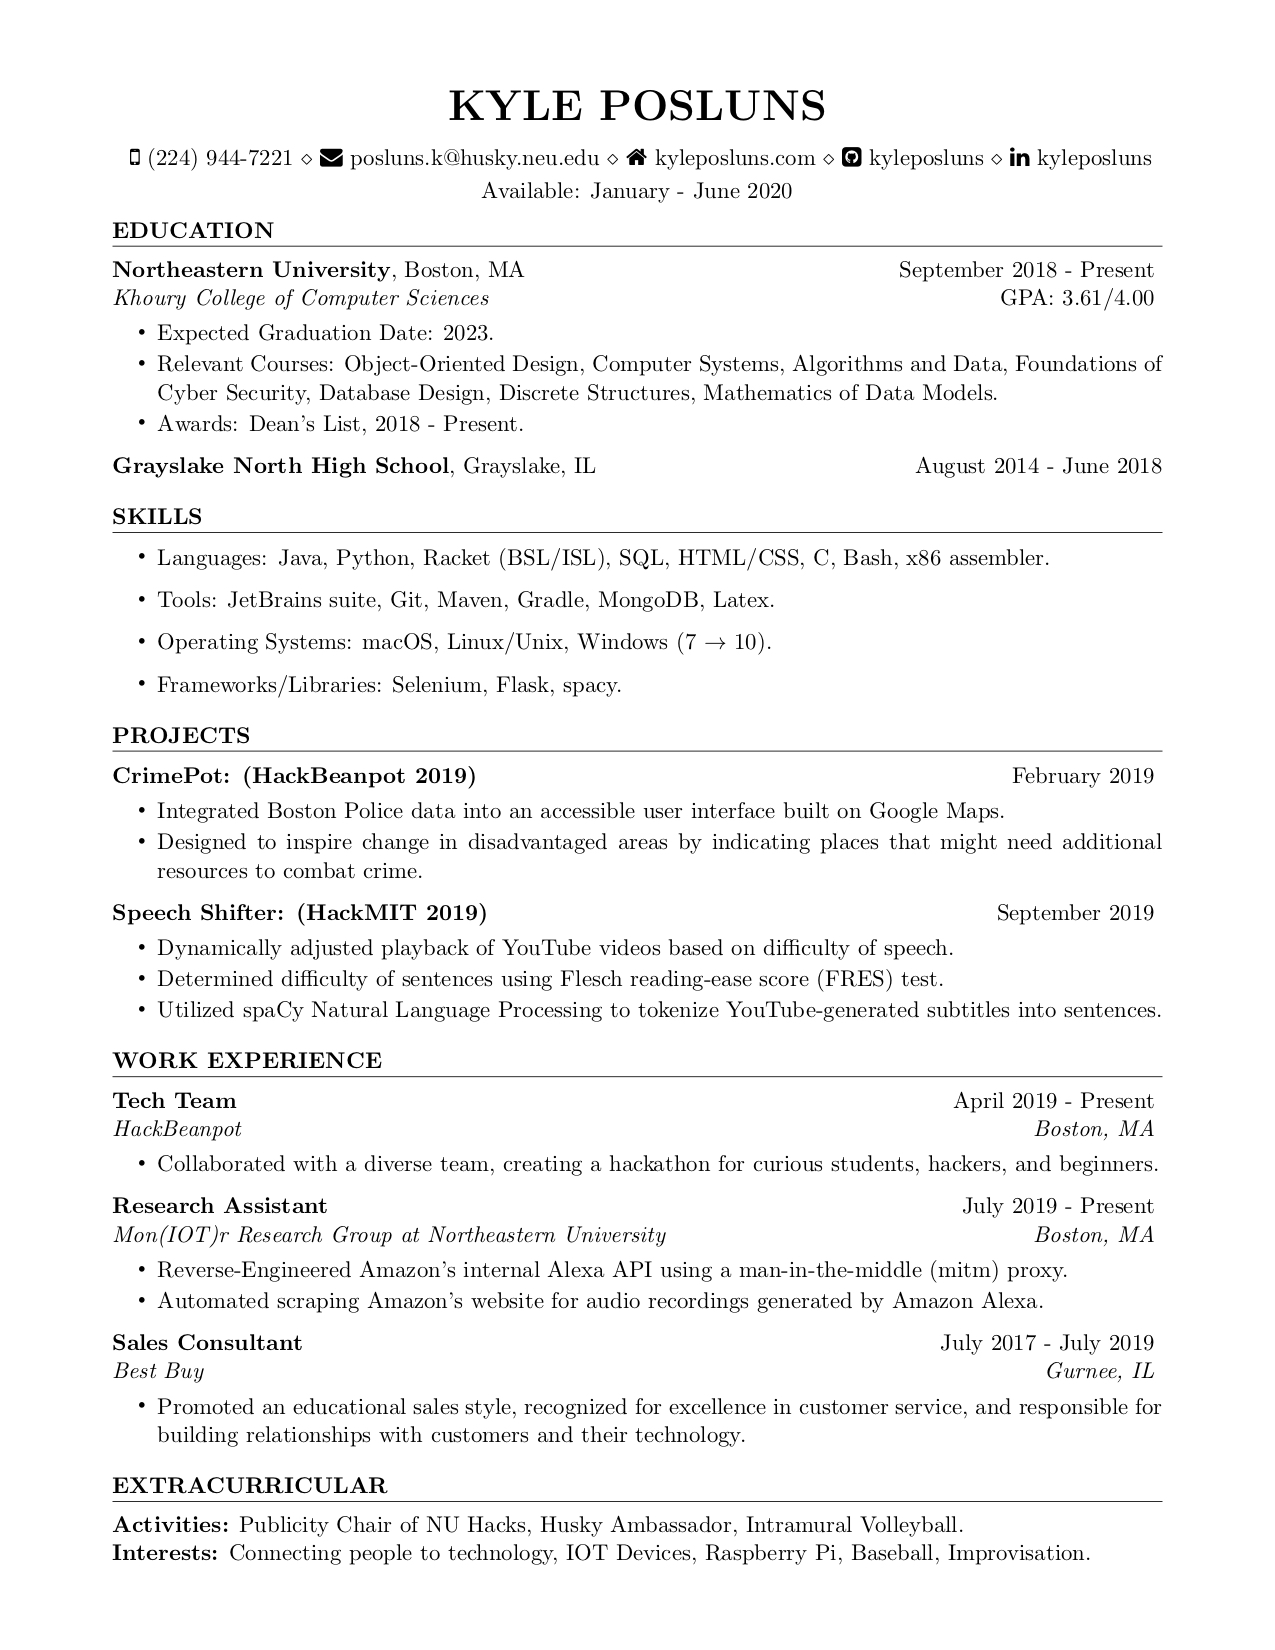 KYLE POSLUNS
(224) 944-7221 ⋄ posluns.k@husky.neu.edu ⋄ kyleposluns.com ⋄ kyleposluns ⋄ kyleposluns
Available: January - June 2020
EDUCATION
Northeastern University, Boston, MA September 2018 - Present
Khoury College of Computer Sciences GPA: 3.61/4.00
• Expected Graduation Date: 2023.
• Relevant Courses: Object-Oriented Design, Computer Systems, Algorithms and Data, Foundations of
Cyber Security, Database Design, Discrete Structures, Mathematics of Data Models.
• Awards: Dean's List, 2018 - Present.
Grayslake North High School, Grayslake, IL August 2014 - June 2018
SKILLS
• Languages: Java, Python, Racket (BSL/ISL), SQL, HTML/CSS, C, Bash, x86 assembler.
• Tools: JetBrains suite, Git, Maven, Gradle, MongoDB, Latex.
• Operating Systems: macOS, Linux/Unix, Windows (7 → 10).
• Frameworks/Libraries: Selenium, Flask, spacy.
PROJECTS
CrimePot: (HackBeanpot 2019) February 2019
• Integrated Boston Police data into an accessible user interface built on Google Maps.
• Designed to inspire change in disadvantaged areas by indicating places that might need additional
resources to combat crime.
Speech Shifter: (HackMIT 2019) September 2019
• Dynamically adjusted playback of YouTube videos based on difficulty of speech.
• Determined difficulty of sentences using Flesch reading-ease score (FRES) test.
• Utilized spaCy Natural Language Processing to tokenize YouTube-generated subtitles into sentences.
WORK EXPERIENCE
Tech Team April 2019 - Present
HackBeanpot Boston, MA
• Collaborated with a diverse team, creating a hackathon for curious students, hackers, and beginners.
Research Assistant July 2019 - Present
Mon(IOT)r Research Group at Northeastern University Boston, MA
• Reverse-Engineered Amazon's internal Alexa API using a man-in-the-middle (mitm) proxy.
• Automated scraping Amazon's website for audio recordings generated by Amazon Alexa.
Sales Consultant July 2017 - July 2019
Best Buy Gurnee, IL
• Promoted an educational sales style, recognized for excellence in customer service, and responsible for
building relationships with customers and their technology.
EXTRACURRICULAR
Activities: Publicity Chair of NU Hacks, Husky Ambassador, Intramural Volleyball.
Interests: Connecting people to technology, IOT Devices, Raspberry Pi, Baseball, Improvisation.